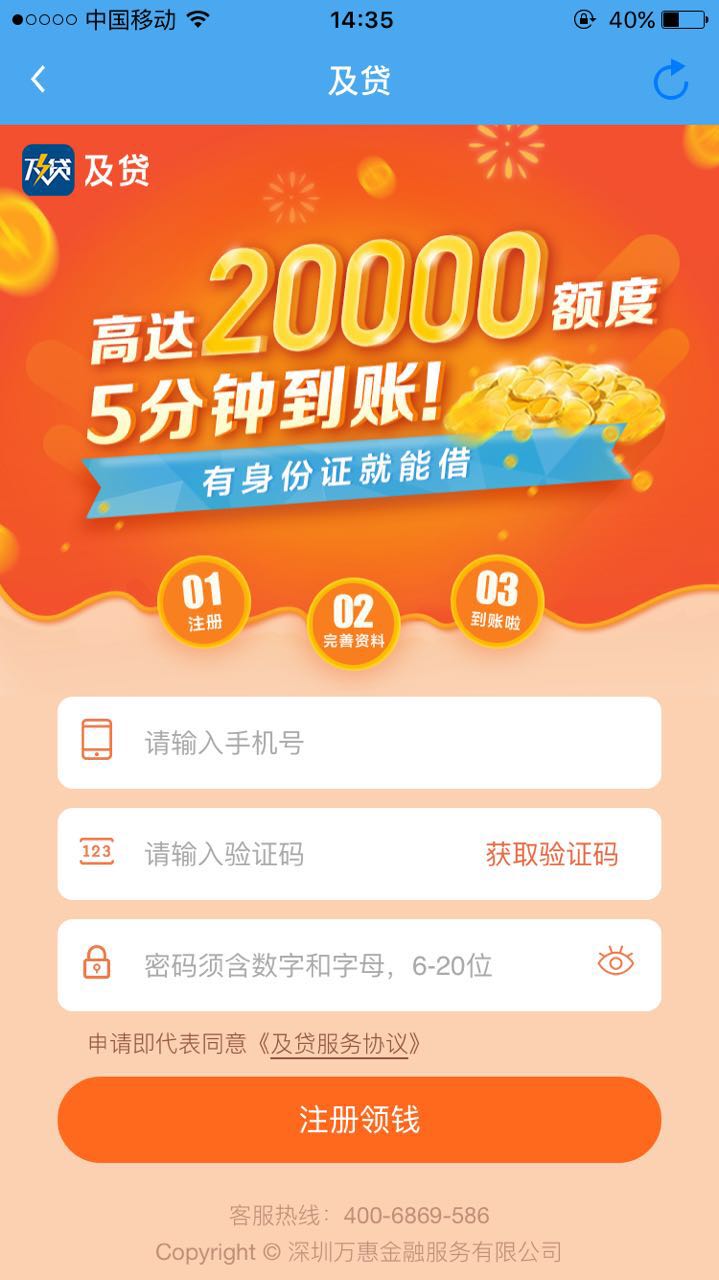 中国移动 14:35 40%
及贷
及贷 及贷
高达20000额度
5分钟到账!
有身份证就能借
01
注册
02
完善资料
03
到账啦
请输入手机号
123 请输入验证码 获取验证码
密码须含数字和字母，6-20位
申请即代表同意《及贷服务协议》
注册领钱
客服热线：400-6869-586
Copyright © 深圳万惠金融服务有限公司